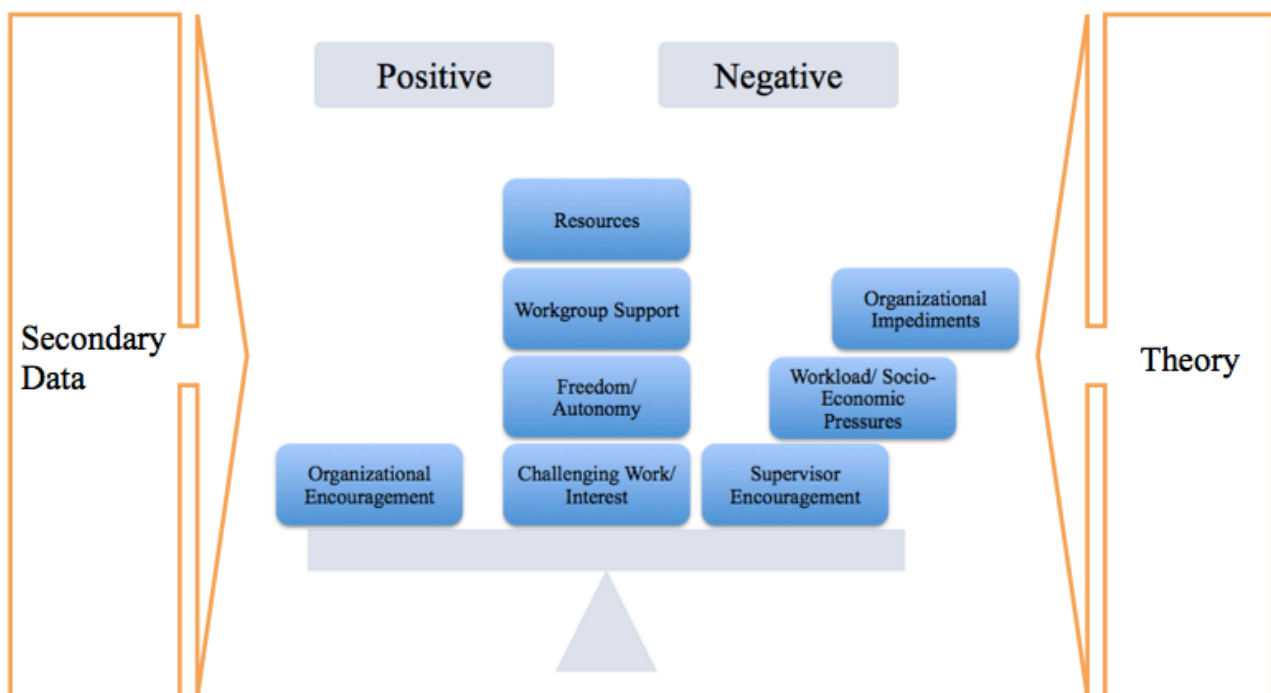 Positive
Negative
Resources
Workgroup Support
Organizational
Impediments
Secondary
Data
Theory
Freedom/
Autonomy
Workload/ Socio-
Economic
Pressures
Organizational
Encouragement
Challenging Work/
Interest
Supervisor
Encouragement